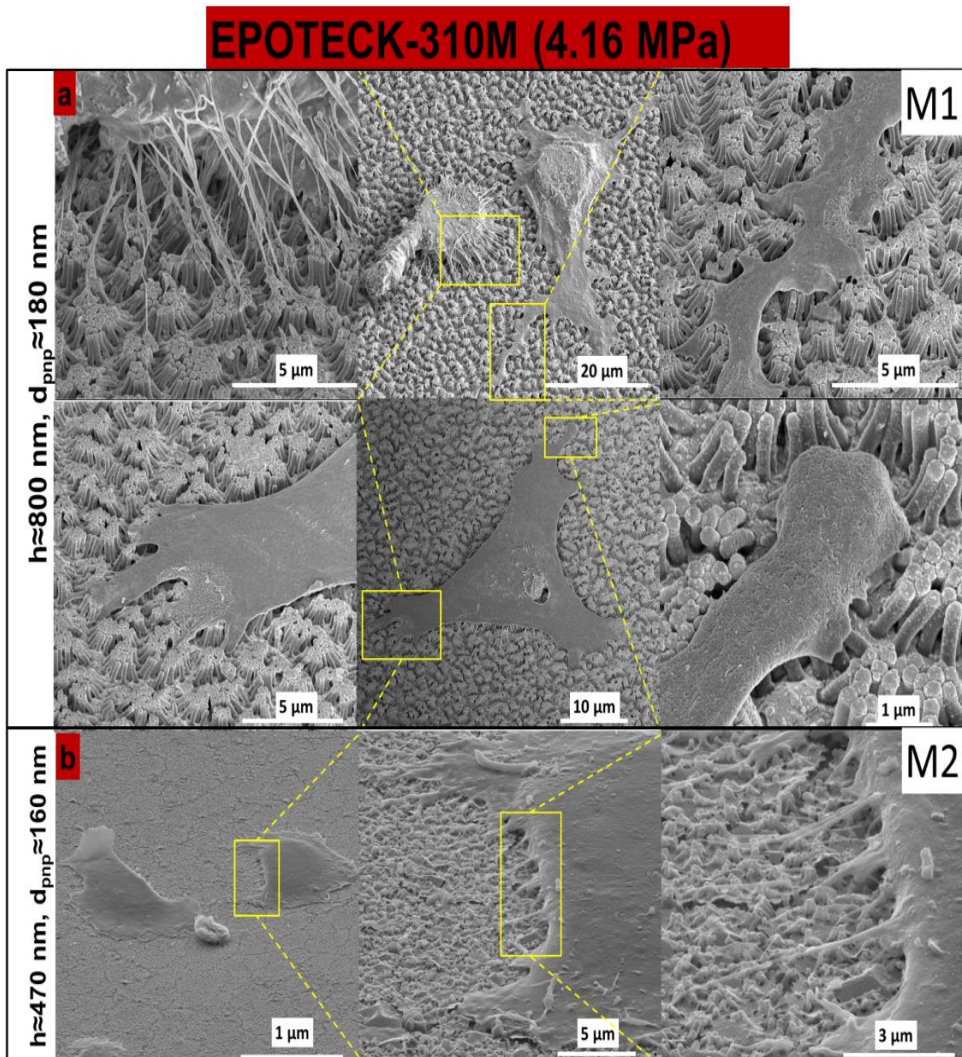 EPOTECK-310M (4.16 MPa)
a
M1
h≈800 nm, dpnp≈180 nm
5 µm
20 µm
5 µm
5 µm
10 µm
1 µm
b
M2
h≈470 nm, dpnp≈160 nm
1 µm
5 µm
3 µm